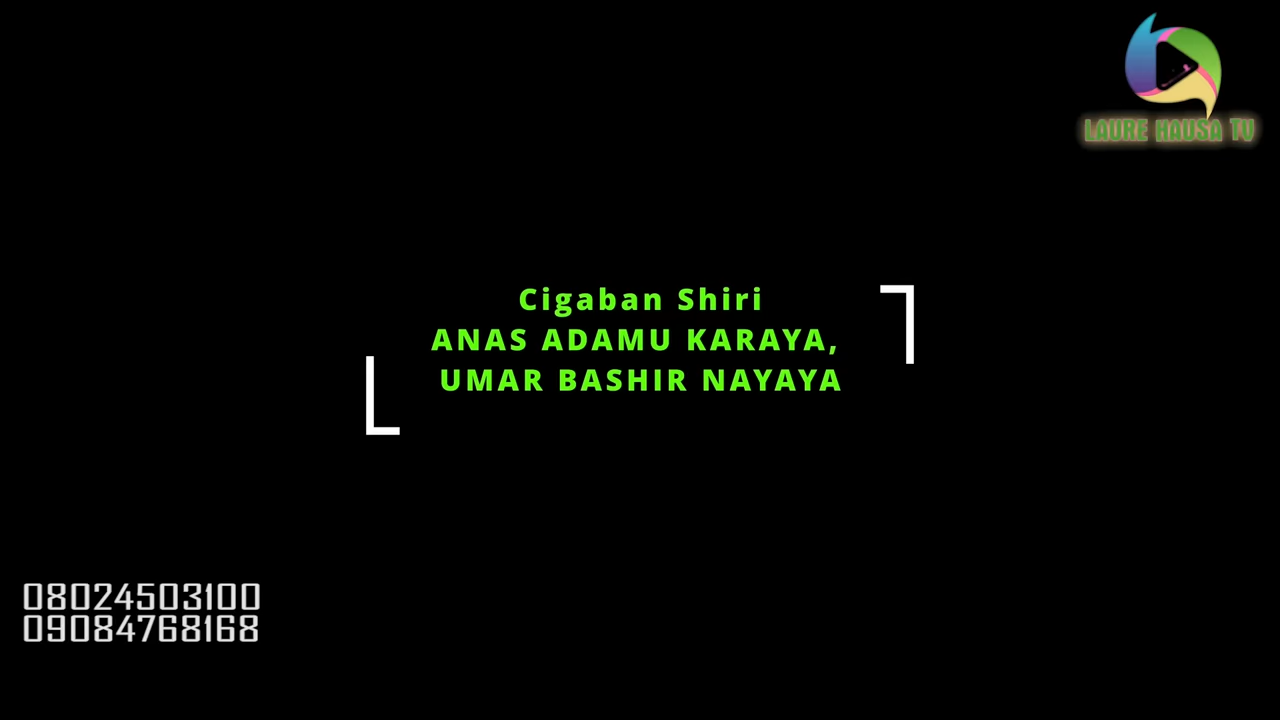 LAURE HAUSA TV
Cigaban Shiri
ANAS ADAMU KARAYA,
UMAR BASHIR NAYAYA
08024503100
09084768168